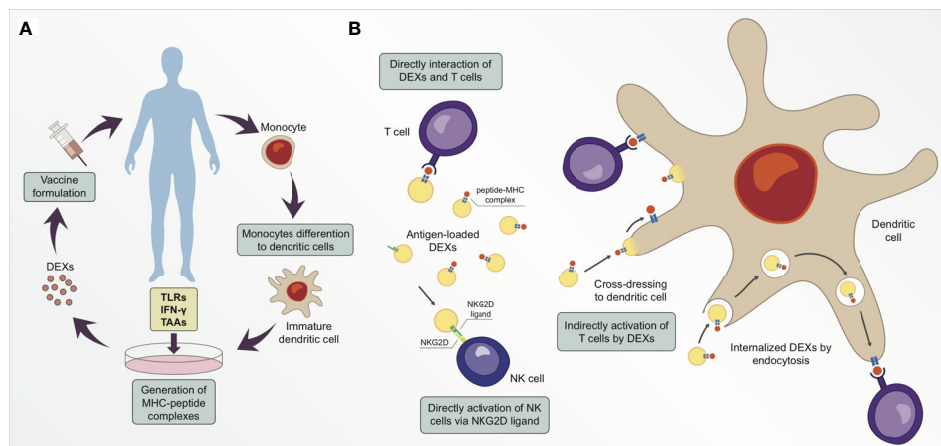 A
Monocyte
Vaccine
formulation
Monocytes differention
to dencritic cells
DEXs
TLRs
IFN-γ
TAAs
Immature
dendritic cell
Generation of
MHC-peptide
complexes
B
Directly interaction of
DEXs and T cells
T cell
peptide-MHC
complex
Antigen-loaded
DEXs
NKG2D
ligand
NKG2D
NK cell
Directly activation of NK
cells via NKG2D ligand
Dendritic
cell
Cross-dressing
to dendritic cell
Indirectly activation of
T cells by DEXs
Internalized DEXs by
endocytosis